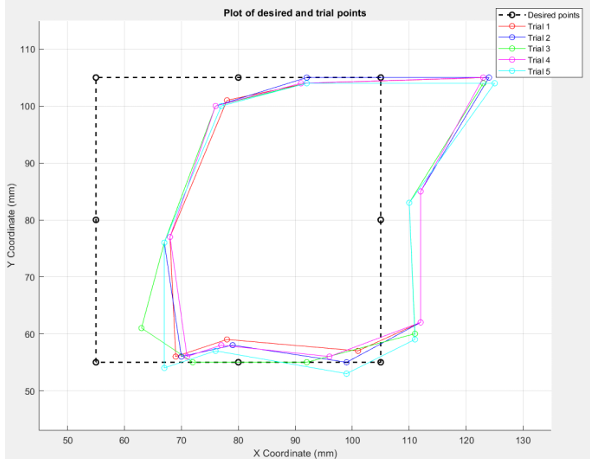 Plot of desired and trial points
Desired points
Trial 1
Trial 2
Trial 3
Trial 4
Trial 5
Y Coordinate (mm)
110
100
90
80
70
60
50
50
60
70
80
90
100
110
120
130
X Coordinate (mm)